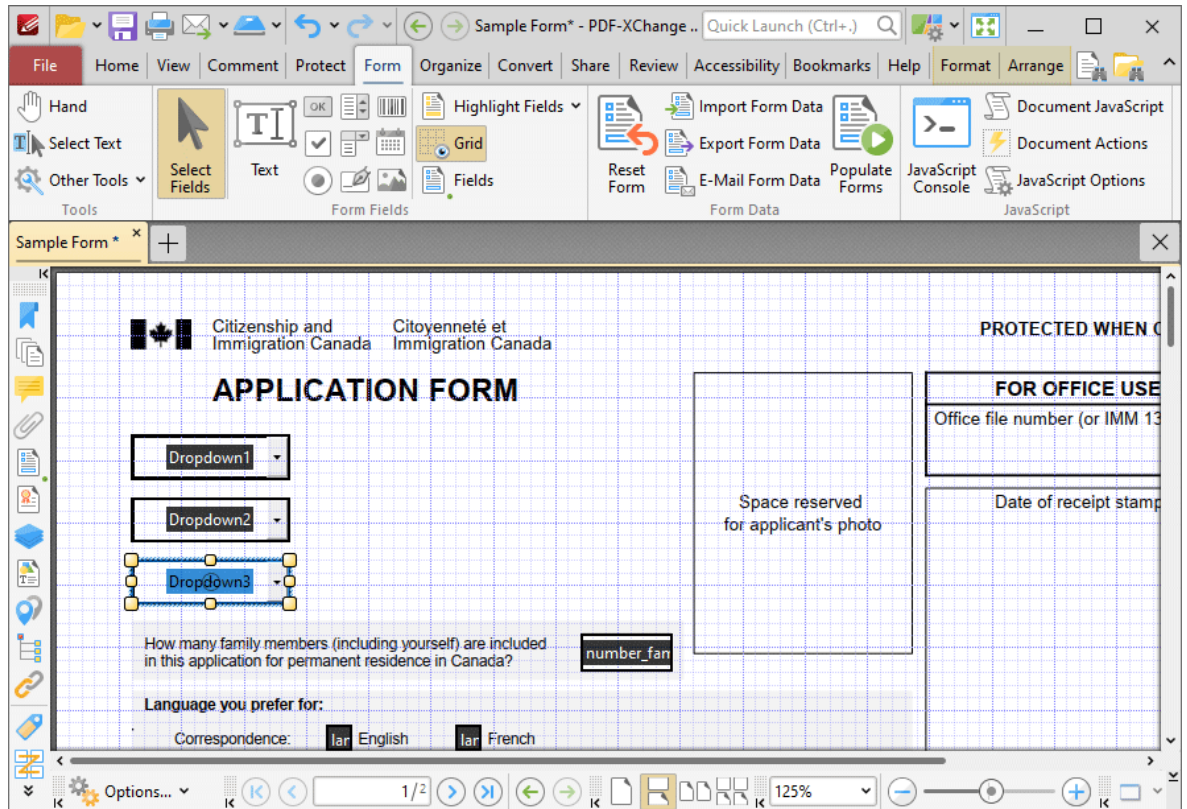 Sample Form* - PDF-XChange ..
Quick Launch (Ctrl+.)
File Home View Comment Protect Form Organize Convert Share Review Accessibility Bookmarks Help Format Arrange
Hand
Select Text
Other Tools
Tools
Select Fields
Text
OK
Highlight Fields
Grid
Fields
Form Fields
Reset Form
Import Form Data
Export Form Data
E-Mail Form Data
Populate Forms
Form Data
JavaScript Console
Document JavaScript
Document Actions
JavaScript Options
JavaScript
Sample Form *
Citizenship and Immigration Canada
Citoyenneté et Immigration Canada
PROTECTED WHEN
APPLICATION FORM
FOR OFFICE USE
Office file number (or IMM 13
Dropdown1
Dropdown2
Dropdown3
Space reserved
for applicant's photo
Date of receipt stamp
How many family members (including yourself) are included
in this application for permanent residence in Canada?
number_fam
Language you prefer for:
Correspondence: lar English lar French
Options...
1/2
125%